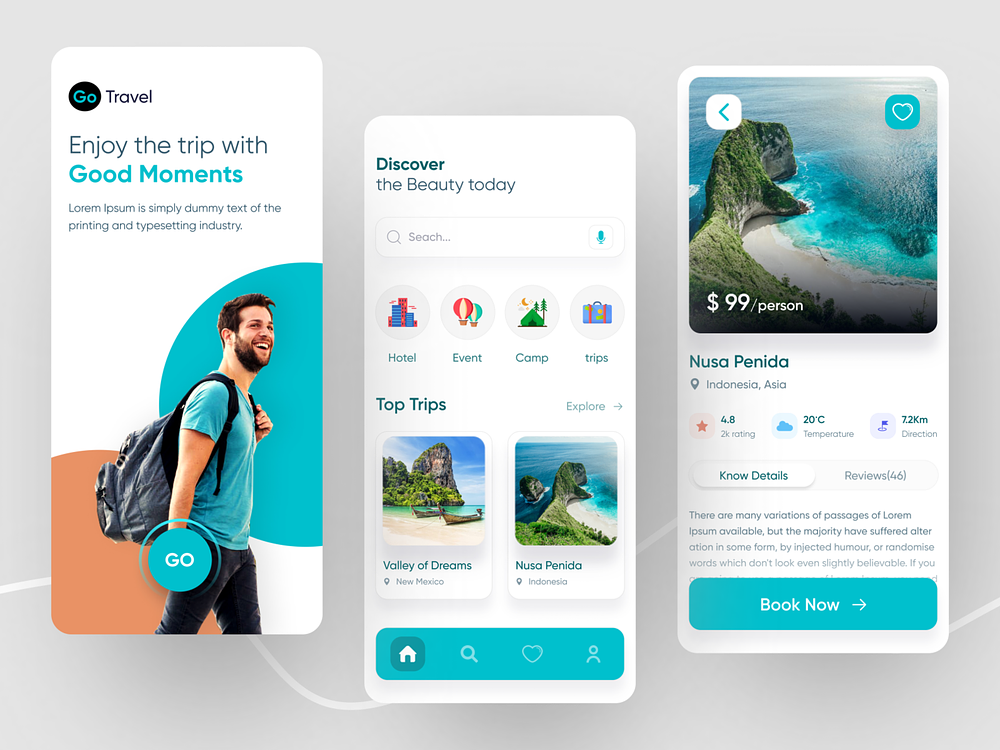 Go Travel
Enjoy the trip with
Good Moments
Lorem Ipsum is simply dummy text of the
printing and typesetting industry.
GO
Discover
the Beauty today
Seach...
Hotel
Event
Camp
trips
Top Trips
Explore →
Valley of Dreams
New Mexico
Nusa Penida
Indonesia
$ 99/person
Nusa Penida
Indonesia, Asia
4.8
2k rating
20°C
Temperature
7.2Km
Direction
Know Details
Reviews(46)
There are many variations of passages of Lorem
Ipsum available, but the majority have suffered alter
ation in some form, by injected humour, or randomise
words which don't look even slightly believable. If you
Book Now →